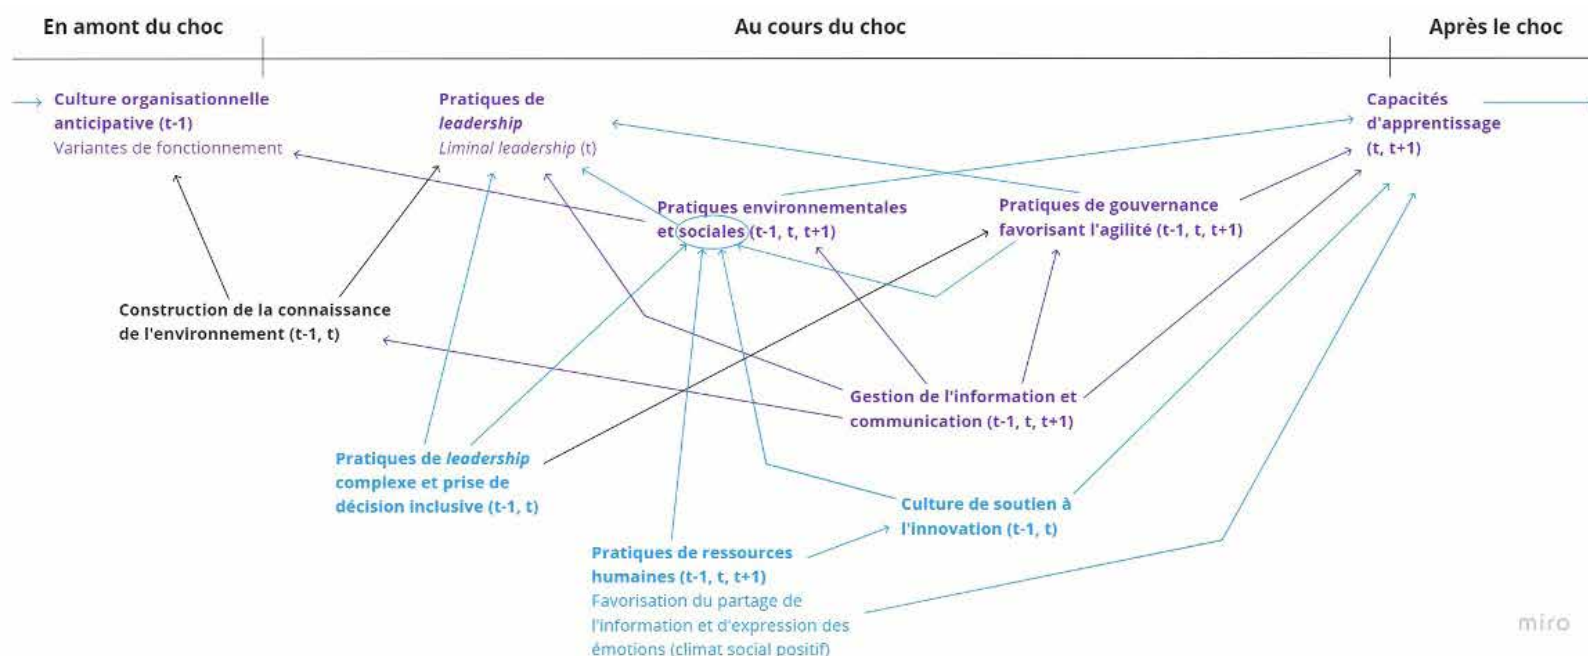 En amont du choc
Au cours du choc
Après le choc
Culture organisationnelle
anticipative (t-1)
Variantes de fonctionnement
Pratiques de
leadership
Liminal leadership (t)
Capacités
d'apprentissage
(t, t+1)
Pratiques environnementales
et sociales (t-1, t, t+1)
Pratiques de gouvernance
favorisant l'agilité (t-1, t, t+1)
Construction de la connaissance
de l'environnement (t-1, t)
Gestion de l'information et
communication (t-1, t, t+1)
Pratiques de leadership
complexe et prise de
décision inclusive (t-1, t)
Culture de soutien à
l'innovation (t-1, t)
Pratiques de ressources
humaines (t-1, t, t+1)
Favorisation du partage de
l'information et d'expression des
émotions (climat social positif)
miro